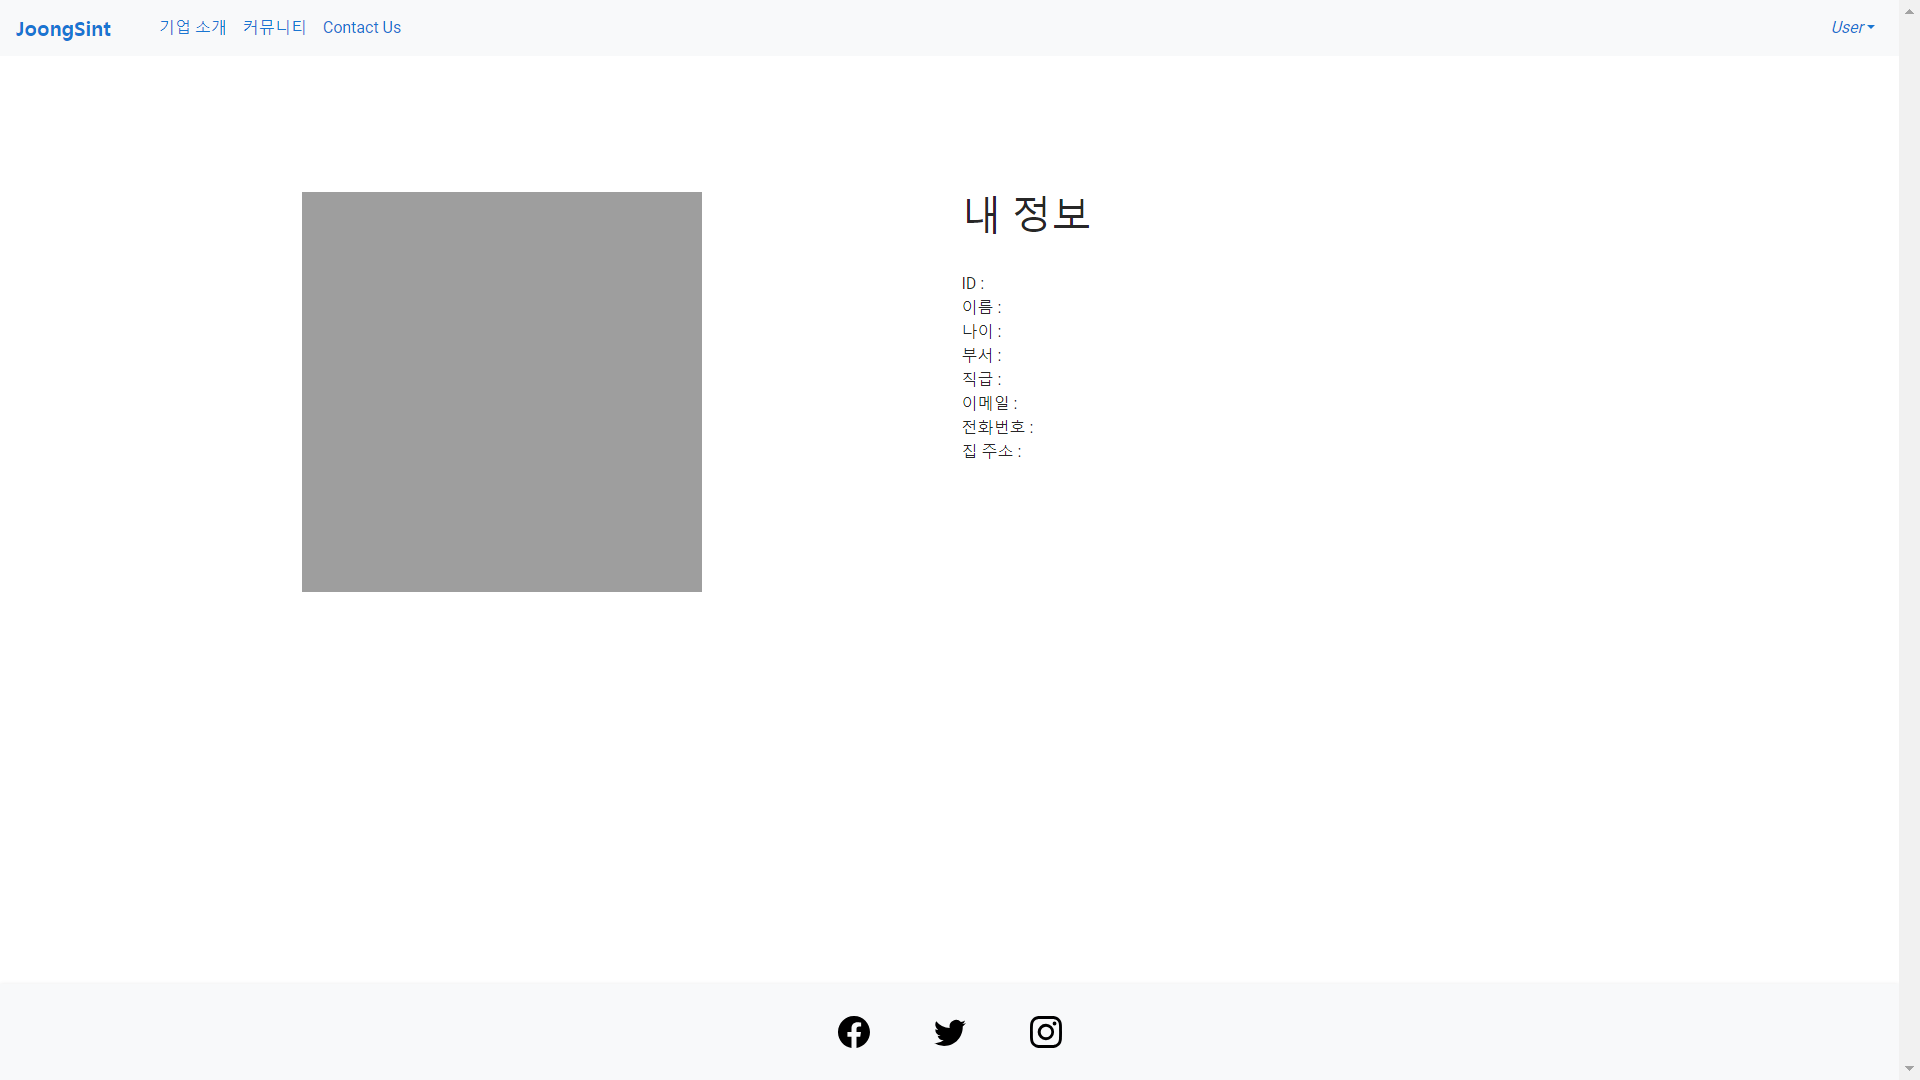 JoongSint 기업 소개 커뮤니티 Contact Us User
내 정보
ID :
이름 :
나이 :
부서 :
직급 :
이메일 :
전화번호 :
집 주소 :